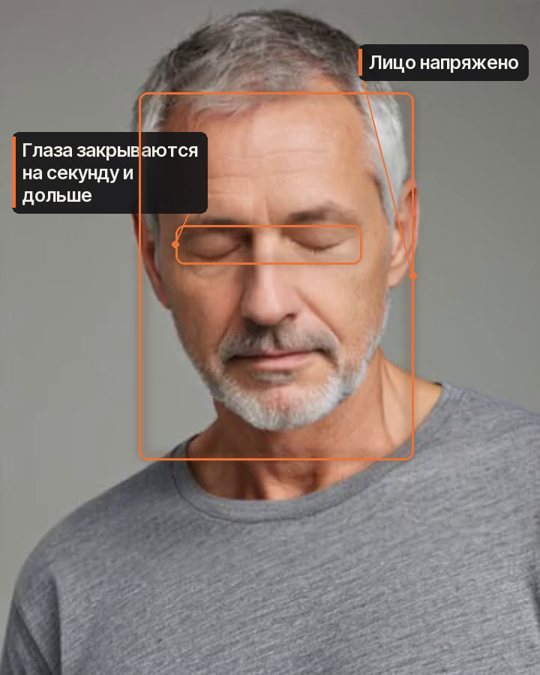 Лицо напряжено
Глаза закрываются
на секунду и
дольше